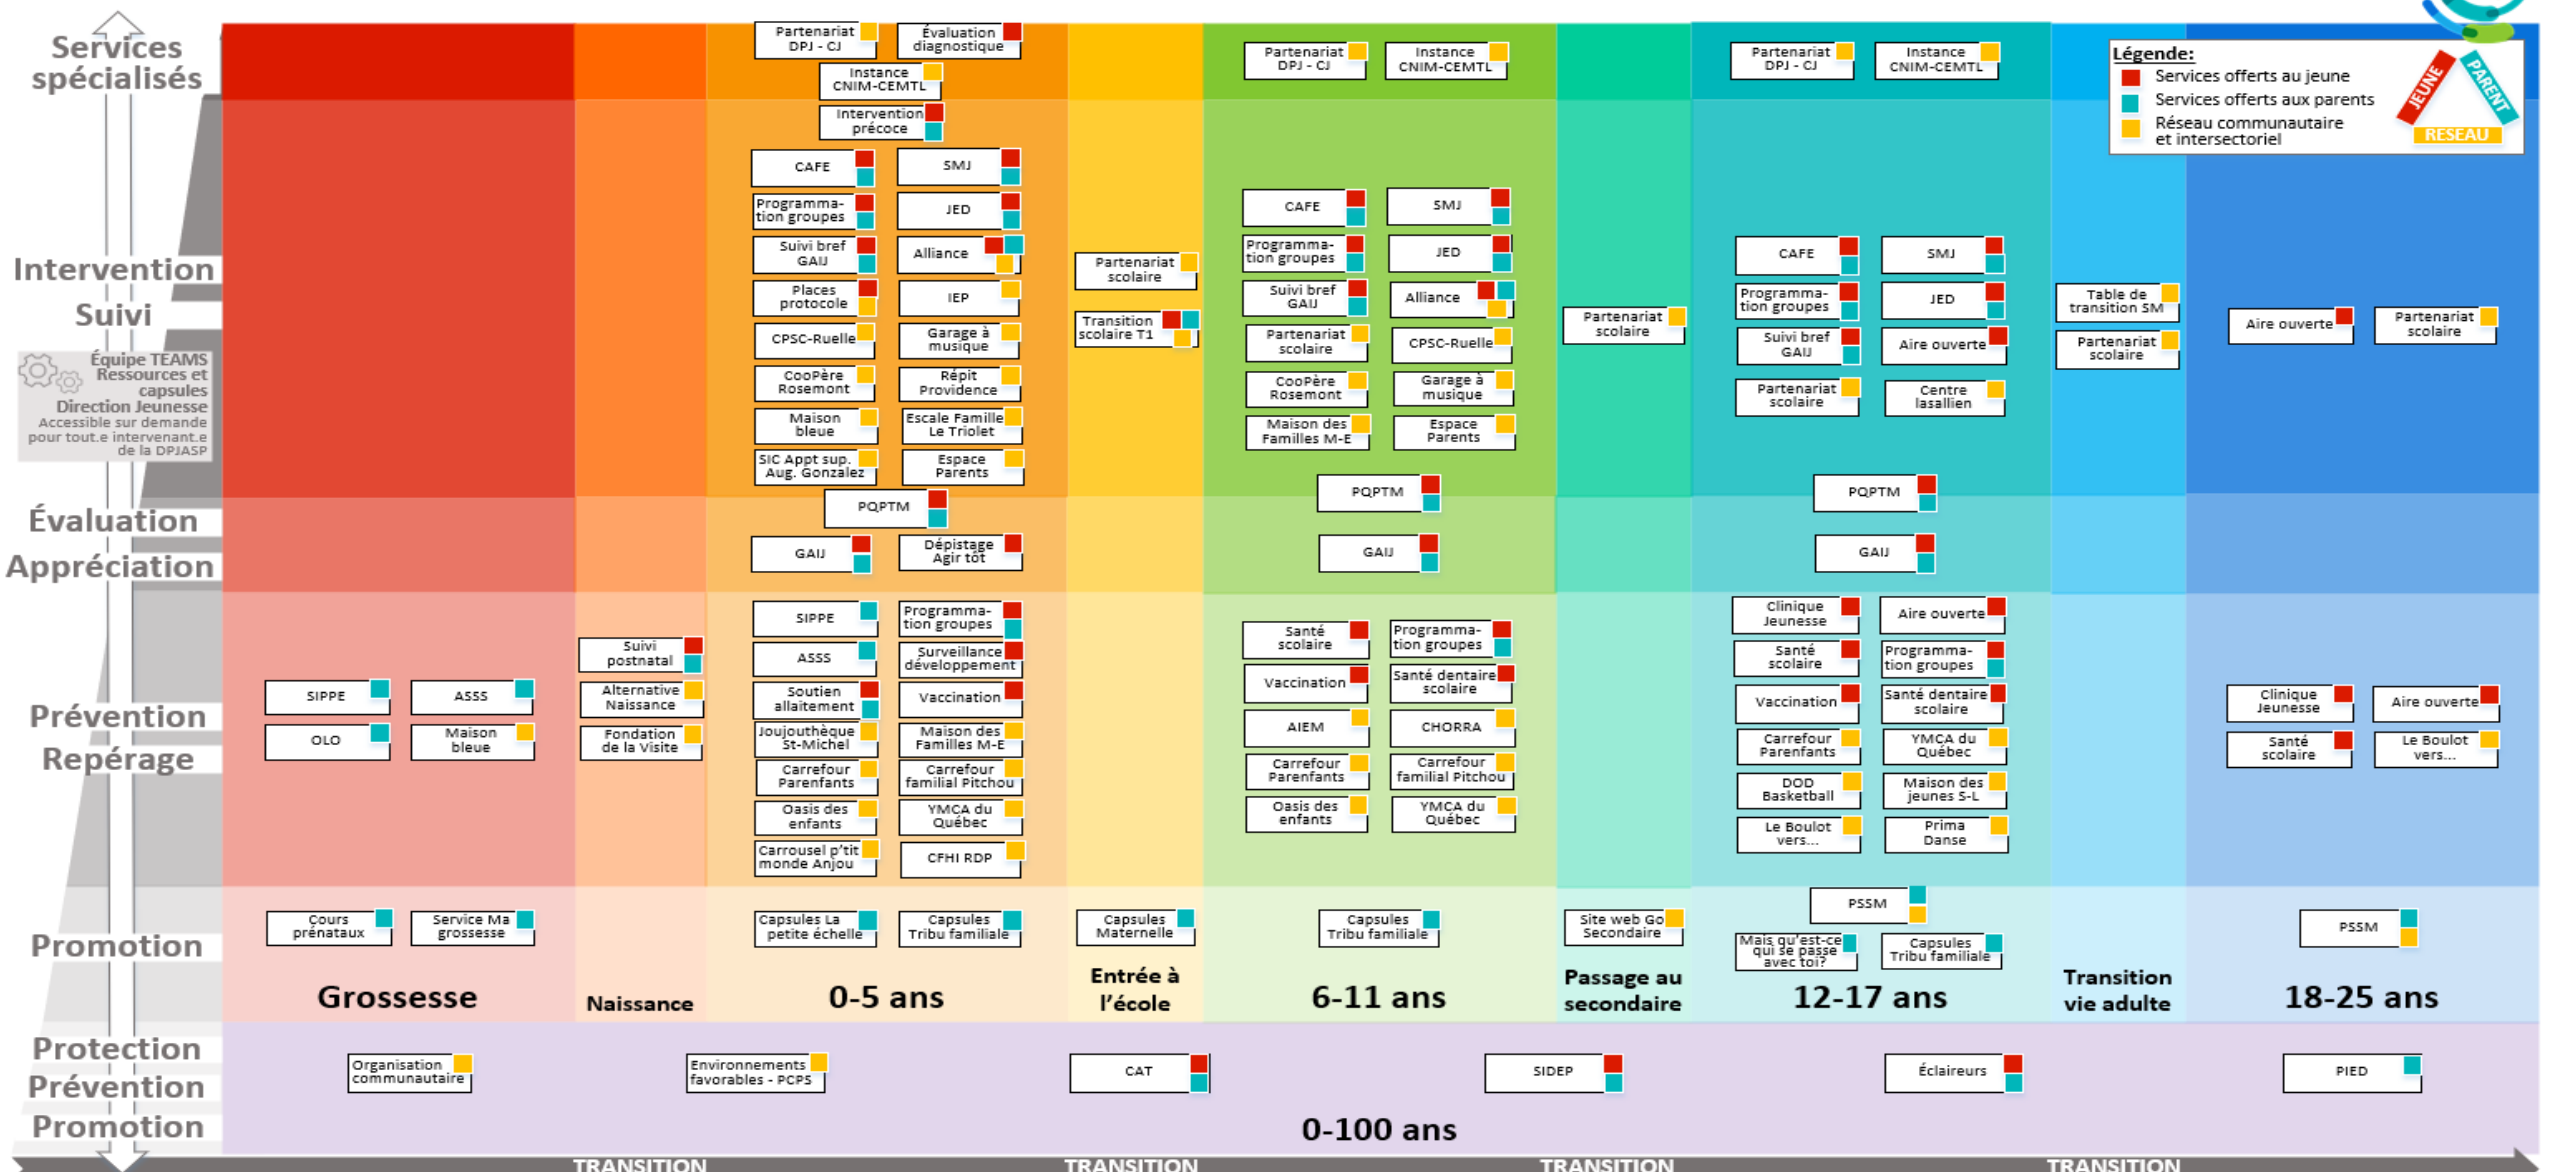 Services
spécialisés
Partenariat
DPJ - CJ
Évaluation
diagnostique
Instance
CNIM-CEMTL
Partenariat
DPJ - CJ
Instance
CNIM-CEMTL
Partenariat
DPJ - CJ
Instance
CNIM-CEMTL
Légende:
Services offerts au jeune
Services offerts aux parents
Réseau communautaire
et intersectoriel
JEUNE
PARENT
RESEAU
Intervention
Suivi
Équipe TEAMS
Ressources et
capsules
Direction Jeunesse
Accessible sur demande
pour tout.e intervenant.e
de la DPJASP
Intervention
précoce
CAFE
SMJ
Programma-
tion groupes
JED
Suivi bref
GAIJ
Alliance
Places
protocole
IEP
CPSC-Ruelle
Garage à
musique
CooPère
Rosemont
Répit
Providence
Maison
bleue
Escale Famille
Le Triolet
SIC Appt sup.
Aug. Gonzalez
Espace
Parents
Partenariat
scolaire
Transition
scolaire T1
CAFE
SMJ
Programma-
tion groupes
JED
Suivi bref
GAIJ
Alliance
Partenariat
scolaire
CPSC-Ruelle
CooPère
Rosemont
Garage à
musique
Maison des
Familles M-E
Espace
Parents
Partenariat
scolaire
CAFE
SMJ
Programma-
tion groupes
JED
Suivi bref
GAIJ
Aire ouverte
Partenariat
scolaire
Centre
lasallien
Table de
transition SM
Partenariat
scolaire
Aire ouverte
Partenariat
scolaire
Évaluation
Appréciation
PQPTM
GAIJ
Dépistage
Agir tôt
PQPTM
GAIJ
PQPTM
GAIJ
Prévention
Repérage
SIPPE
ASSS
OLO
Maison
bleue
Suivi
postnatal
Alternative
Naissance
Fondation
de la Visite
SIPPE
Programma-
tion groupes
ASSS
Surveillance
développement
Soutien
allaitement
Vaccination
Joujouthèque
St-Michel
Maison des
Familles M-E
Carrefour
Parenfants
Carrefour
familial Pitchou
Oasis des
enfants
YMCA du
Québec
Carrousel p'tit
monde Anjou
CFHI RDP
Santé
scolaire
Programma-
tion groupes
Vaccination
Santé dentaire
scolaire
AIEM
CHORRA
Carrefour
Parenfants
Carrefour
familial Pitchou
Oasis des
enfants
YMCA du
Québec
Clinique
Jeunesse
Aire ouverte
Santé
scolaire
Programma-
tion groupes
Vaccination
Santé dentaire
scolaire
Carrefour
Parenfants
YMCA du
Québec
DOD
Basketball
Maison des
jeunes S-L
Le Boulot
vers...
Prima
Danse
Clinique
Jeunesse
Aire ouverte
Santé
scolaire
Le Boulot
vers...
Promotion
Cours
prénataux
Service Ma
grossesse
Capsules La
petite échelle
Capsules
Tribu familiale
Capsules
Maternelle
Capsules
Tribu familiale
Site web Go
Secondaire
PSSM
Mais qu'est-ce
qui se passe
avec toi?
Capsules
Tribu familiale
PSSM
Grossesse
Naissance
0-5 ans
Entrée à
l'école
6-11 ans
Passage au
secondaire
12-17 ans
Transition
vie adulte
18-25 ans
Protection
Prévention
Promotion
Organisation
communautaire
Environnements
favorables - PCPS
CAT
SIDEP
Éclaireurs
PIED
0-100 ans
TRANSITION
TRANSITION
TRANSITION
TRANSITION